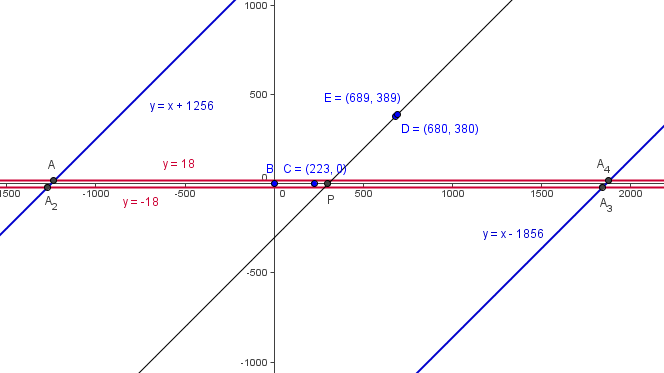 1000
y = x + 1256
500
E = (689, 389)
D = (680, 380)
y = 18
A
B
C = (223, 0)
A4
0
1500
-1000
-500
0
500
1000
1500
2000
A2
y = -18
P
A3
y = x - 1856
-500
-1000